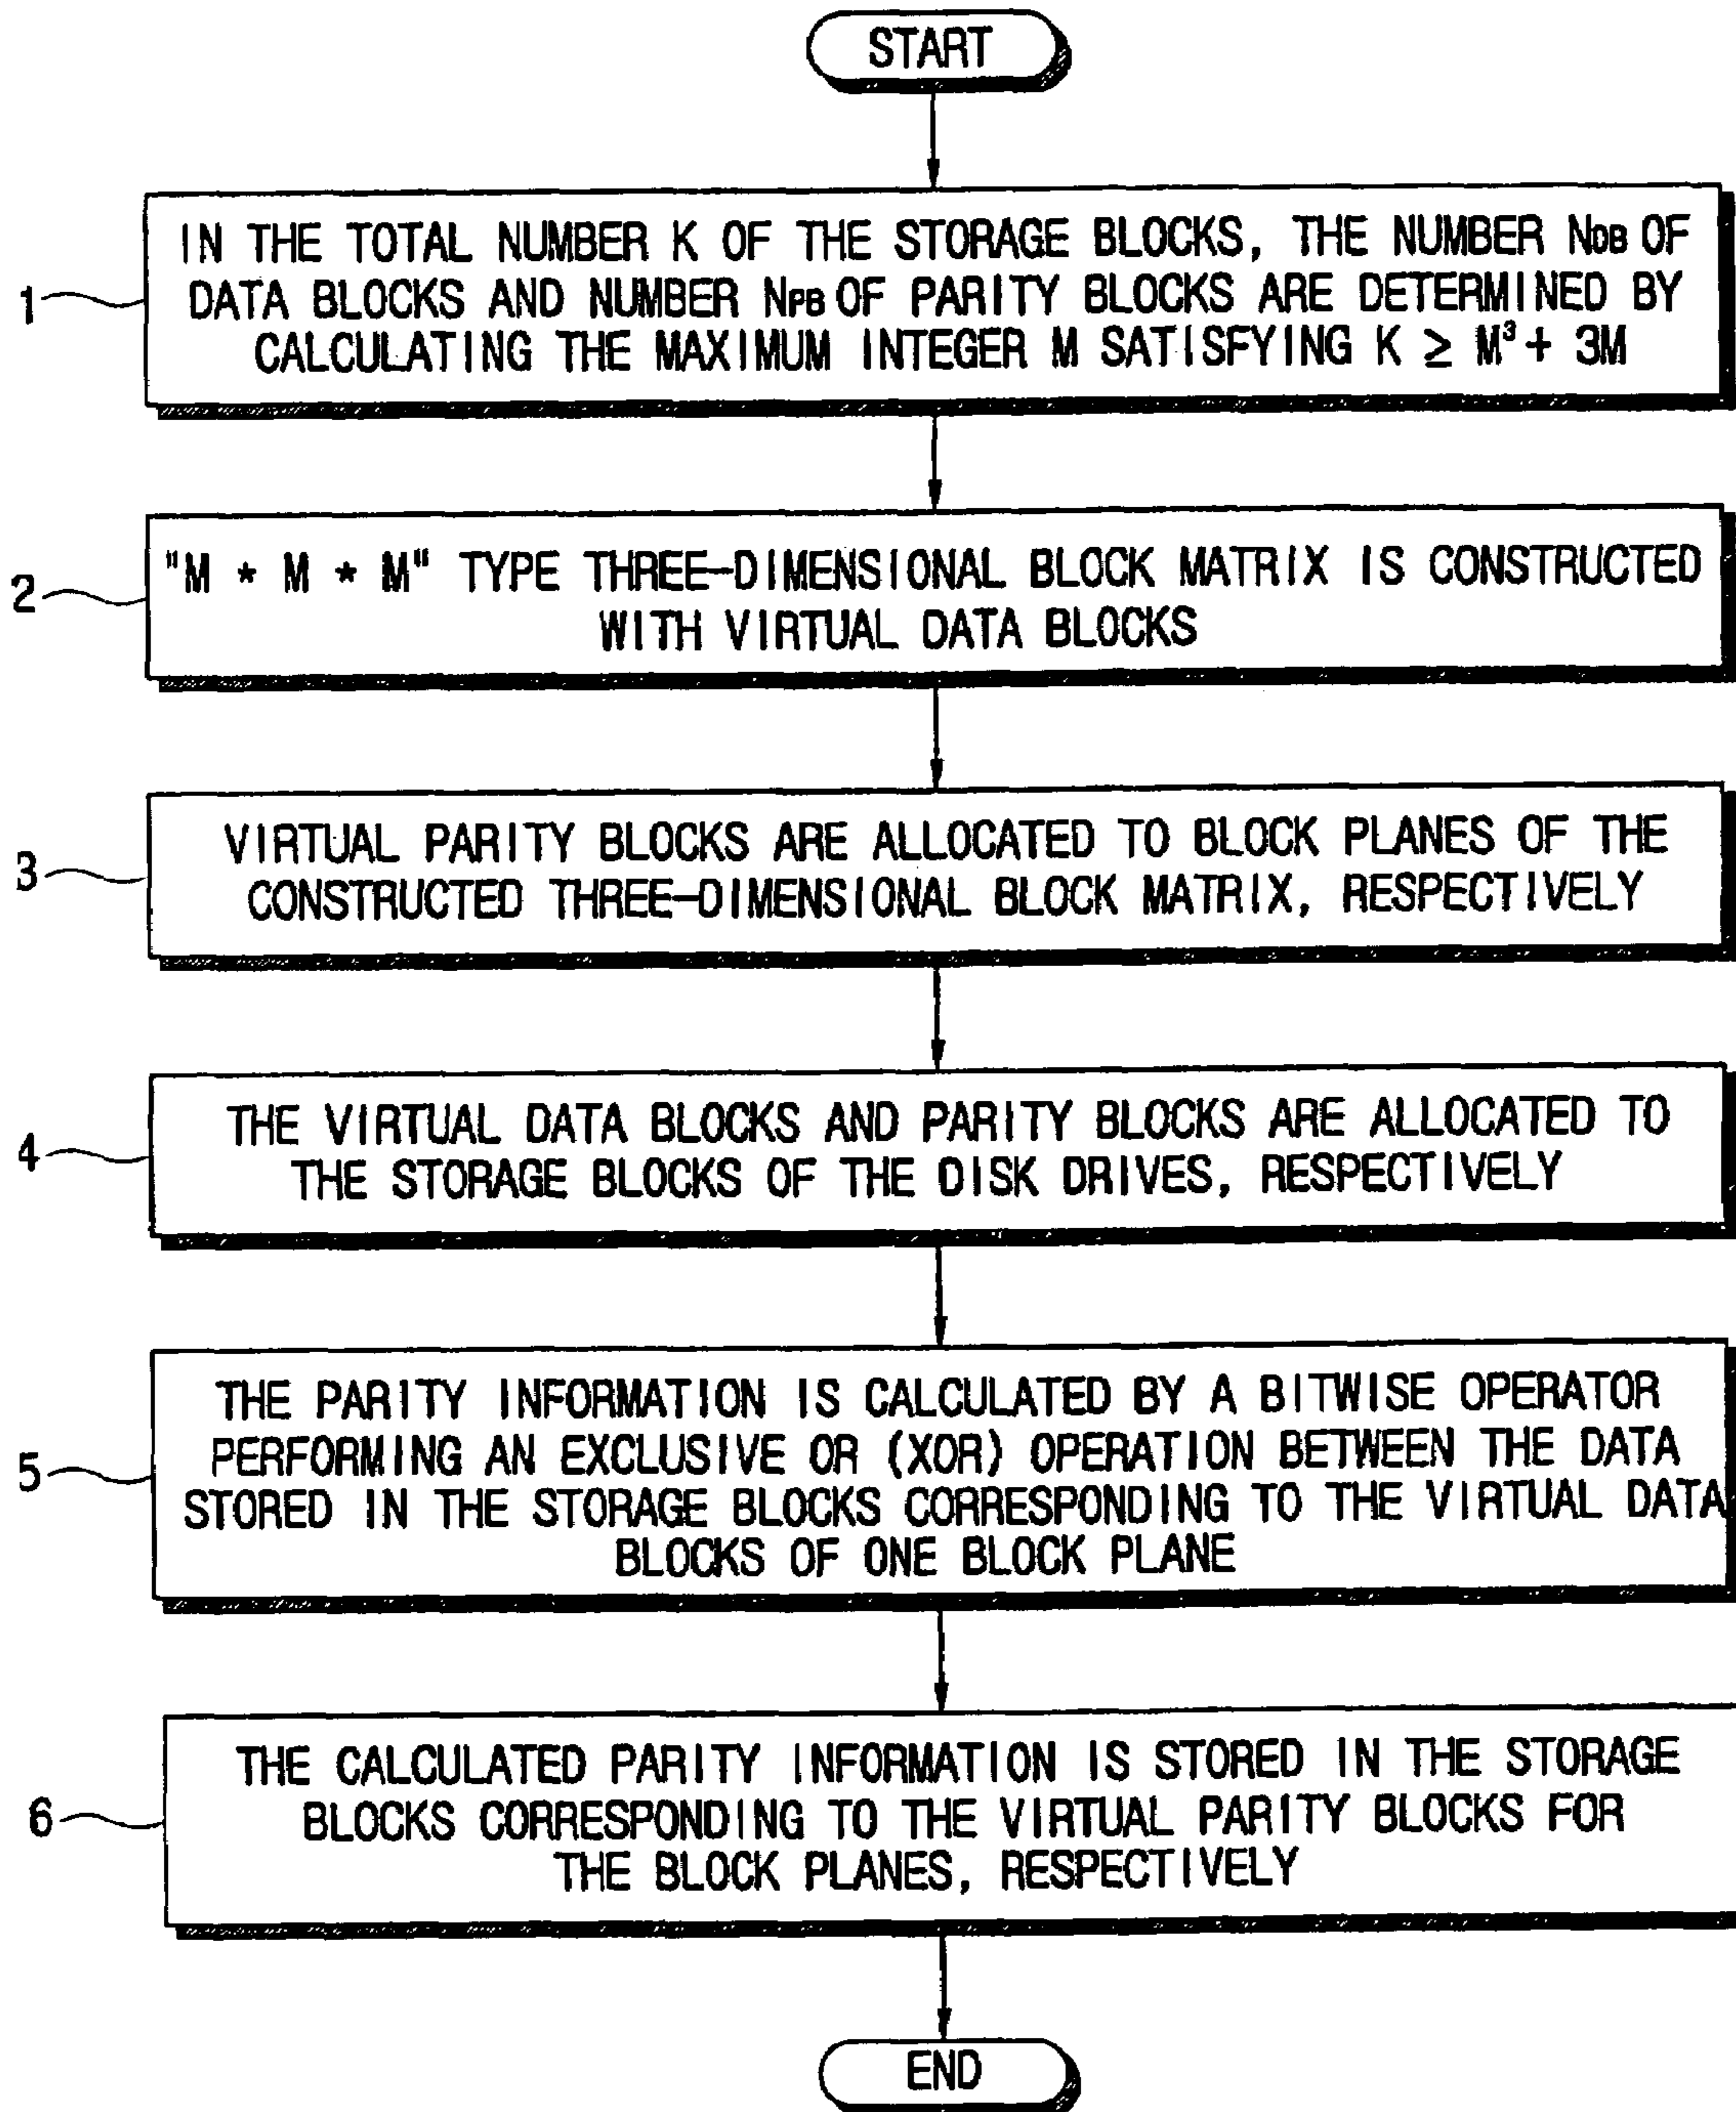 START
IN THE TOTAL NUMBER K OF THE STORAGE BLOCKS, THE NUMBER NDB OF
DATA BLOCKS AND NUMBER NPB OF PARITY BLOCKS ARE DETERMINED BY
CALCULATING THE MAXIMUM INTEGER M SATISFYING K ≥ M³ + 3M
1
"M * M * M" TYPE THREE-DIMENSIONAL BLOCK MATRIX IS CONSTRUCTED
WITH VIRTUAL DATA BLOCKS
2
VIRTUAL PARITY BLOCKS ARE ALLOCATED TO BLOCK PLANES OF THE
CONSTRUCTED THREE-DIMENSIONAL BLOCK MATRIX, RESPECTIVELY
3
THE VIRTUAL DATA BLOCKS AND PARITY BLOCKS ARE ALLOCATED TO
THE STORAGE BLOCKS OF THE DISK DRIVES, RESPECTIVELY
4
THE PARITY INFORMATION IS CALCULATED BY A BITWISE OPERATOR
PERFORMING AN EXCLUSIVE OR (XOR) OPERATION BETWEEN THE DATA
STORED IN THE STORAGE BLOCKS CORRESPONDING TO THE VIRTUAL DATA
BLOCKS OF ONE BLOCK PLANE
5
THE CALCULATED PARITY INFORMATION IS STORED IN THE STORAGE
BLOCKS CORRESPONDING TO THE VIRTUAL PARITY BLOCKS FOR
THE BLOCK PLANES, RESPECTIVELY
6
END